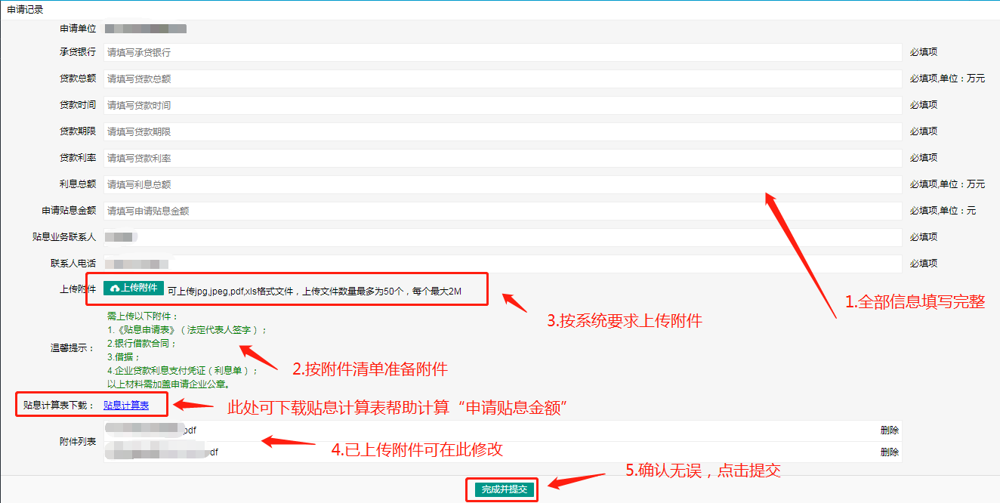 申请记录
申请单位
承贷银行 请填写承贷银行 必填项
贷款总额 请填写贷款总额 必填项,单位：万元
贷款时间 请填写贷款时间 必填项
贷款期限 请填写贷款期限 必填项
贷款利率 请填写贷款利率 必填项
利息总额 请填写利息总额 必填项,单位：万元
申请贴息金额 请填写申请贴息金额 必填项,单位：元
贴息业务联系人 必填项
联系人电话 必填项
上传附件 上传附件 可上传jpg,jpeg,pdf,xls格式文件，上传文件数量最多为50个，每个最大2M
1.全部信息填写完整
3.按系统要求上传附件
温馨提示：
需上传以下附件：
1.《贴息申请表》（法定代表人签字）；
2.银行借款合同；
3.借据；
4.企业贷款利息支付凭证（利息单）；
以上材料需加盖申请企业公章。
2.按附件清单准备附件
贴息计算表下载： 贴息计算表
此处可下载贴息计算表帮助计算“申请贴息金额”
附件列表
pdf 删除
df 删除
4.已上传附件可在此修改
5.确认无误，点击提交
完成并提交